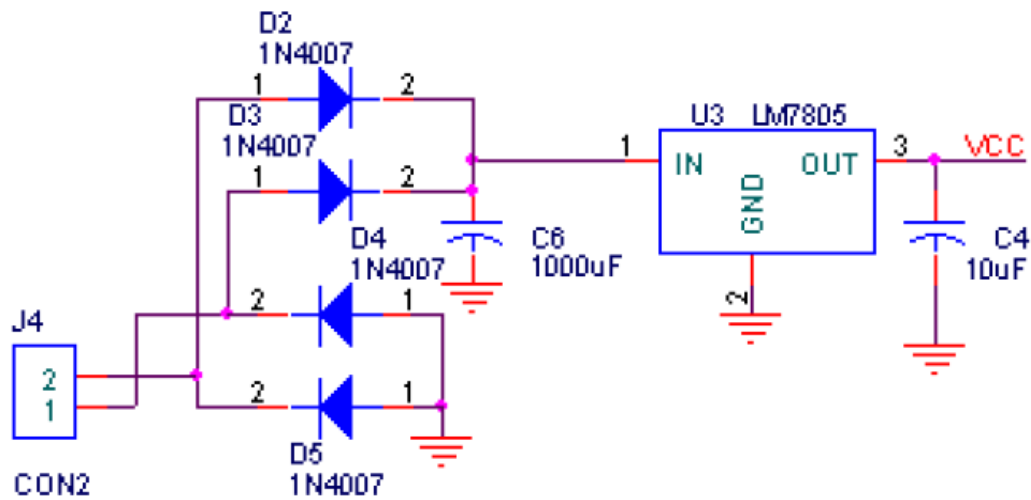 D2
1N4007
1
2
D3
1N4007
1
2
U3 LM7805
1
IN
OUT
3
VCC
GND
2
D4
1N4007
C6
1000uF
C4
10uF
2
1
J4
2
1
2
1
D5
1N4007
CON2